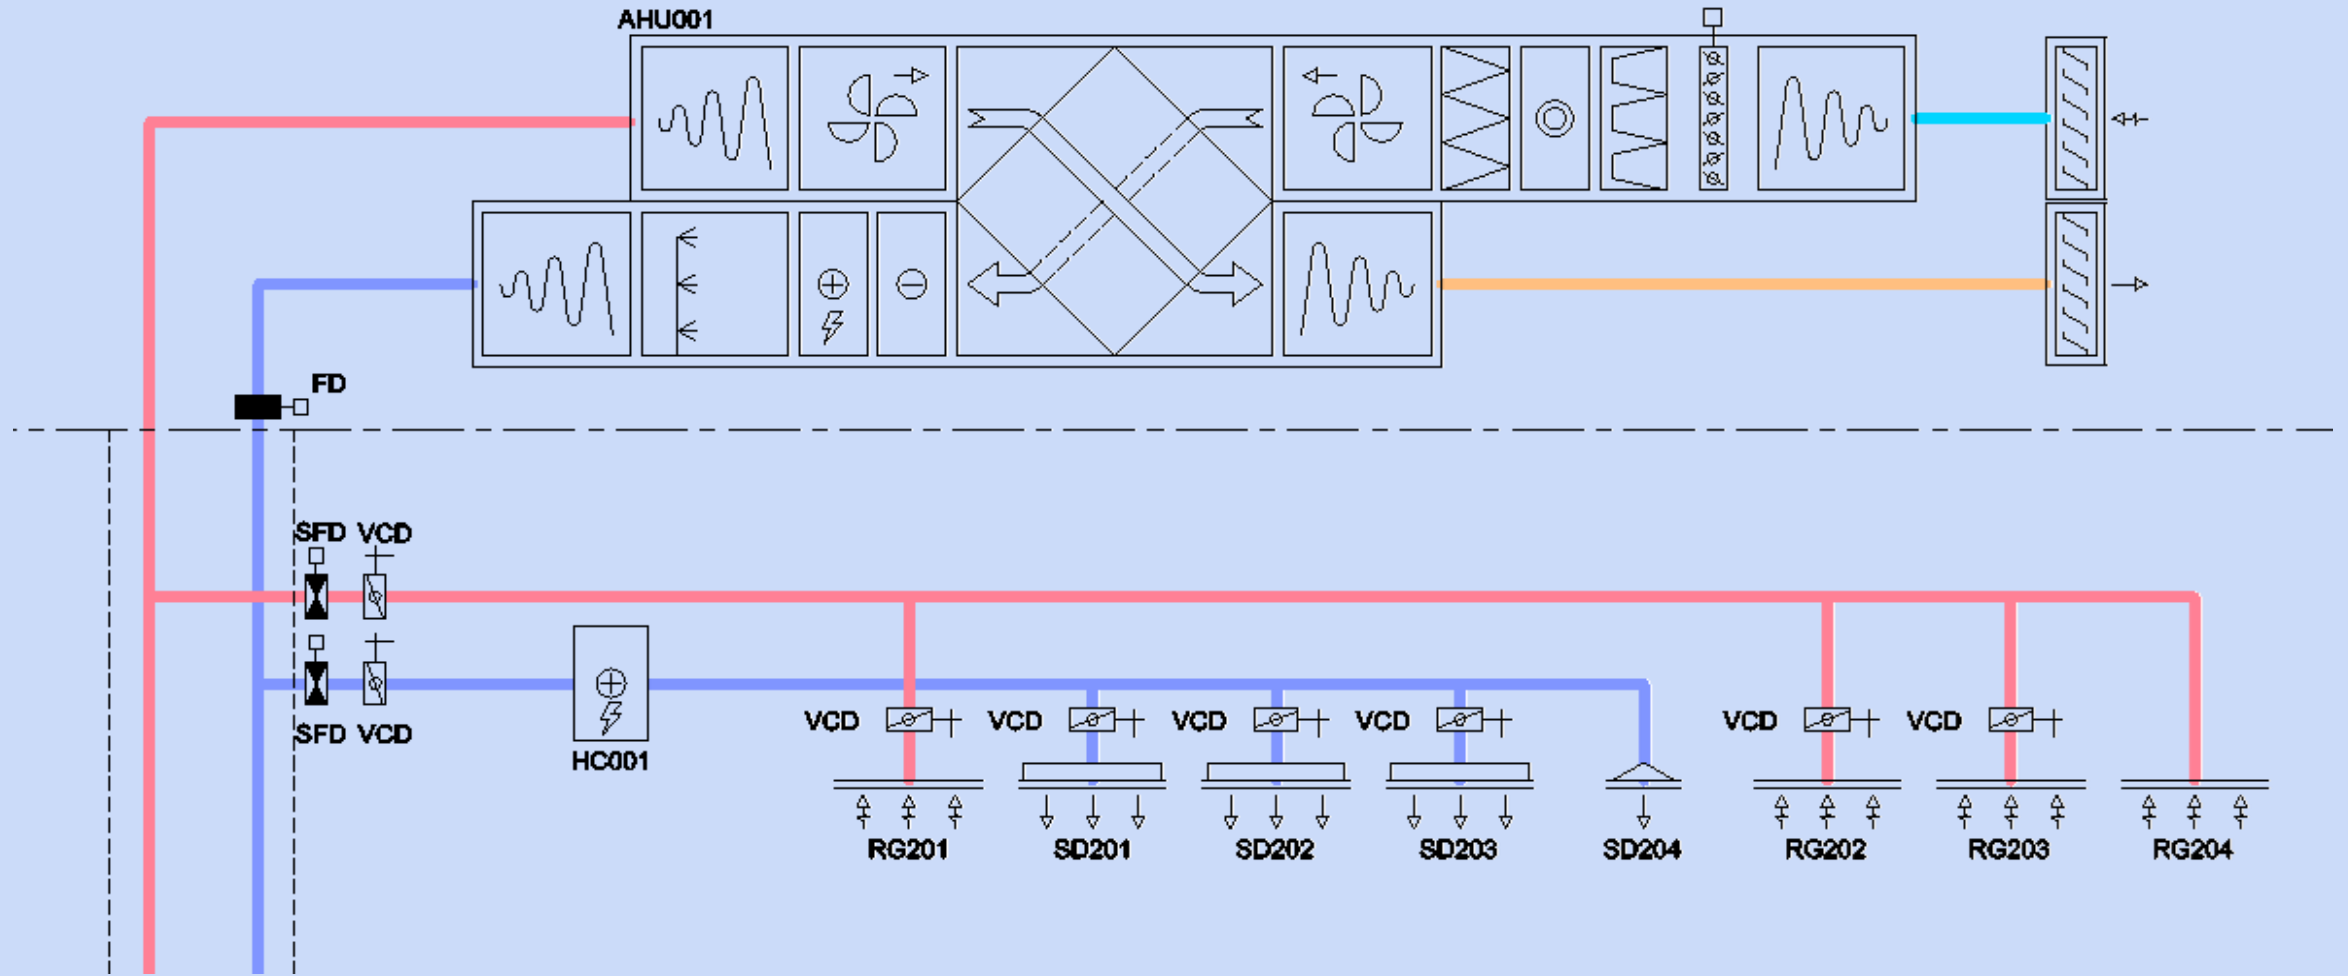 AHU001
FD
SFD VCD
SFD VCD
HC001
VCD VCD VCD VCD VCD VCD
RG201 SD201 SD202 SD203 SD204 RG202 RG203 RG204